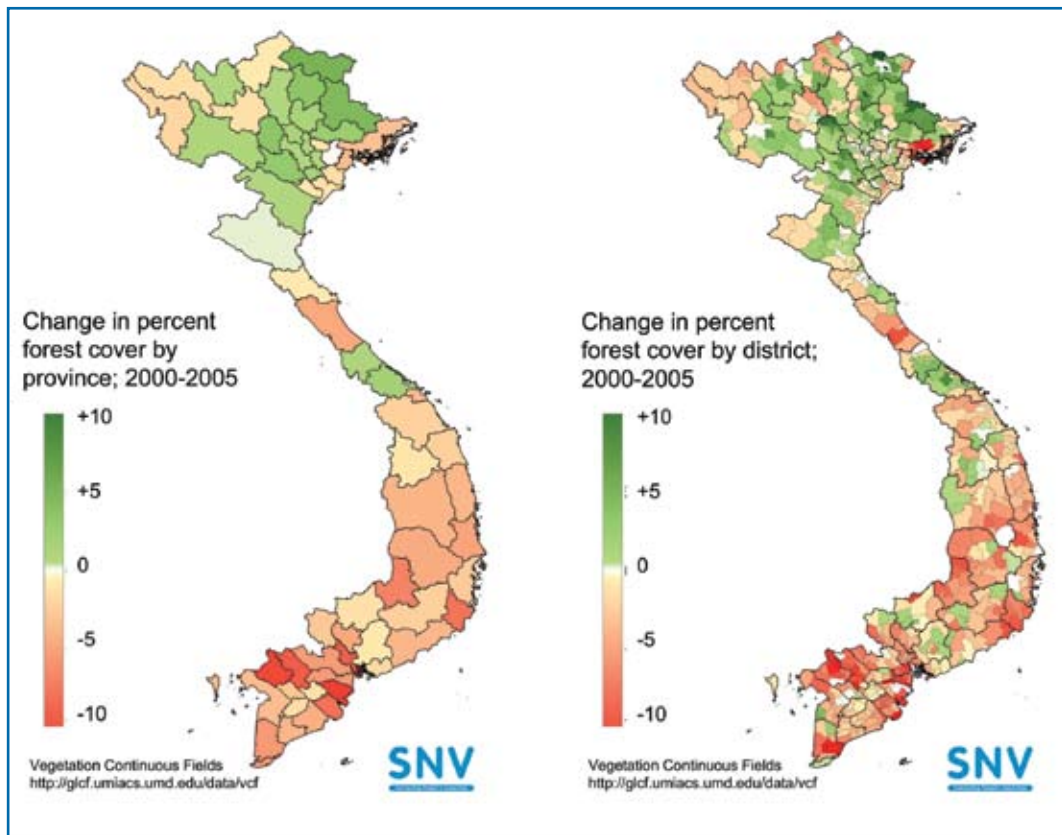 Change in percent
forest cover by
province; 2000-2005
+10
+5
0
-5
-10
Vegetation Continuous Fields
http://glcf.umiacs.umd.edu/data/vcf
SNV
Change in percent
forest cover by district;
2000-2005
+10
+5
0
-5
-10
Vegetation Continuous Fields
http://glcf.umiacs.umd.edu/data/vcf
SNV